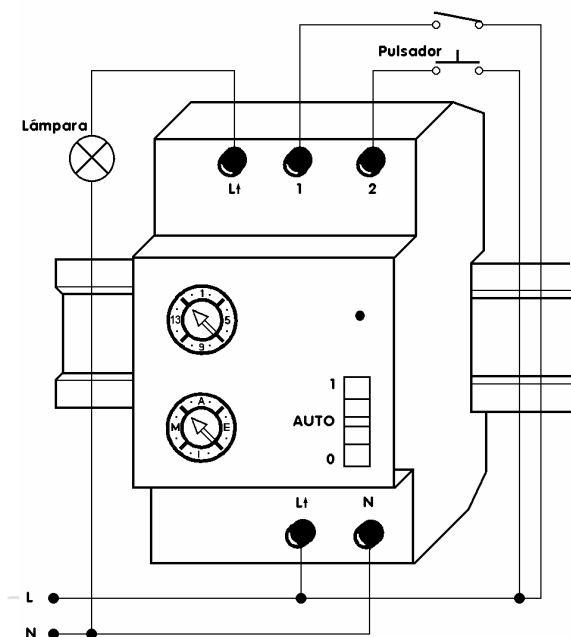 Pulsador
Lámpara
Lt 1 2
1
13 5
9
A
M E
I
1
AUTO
0
Lt N
L
N